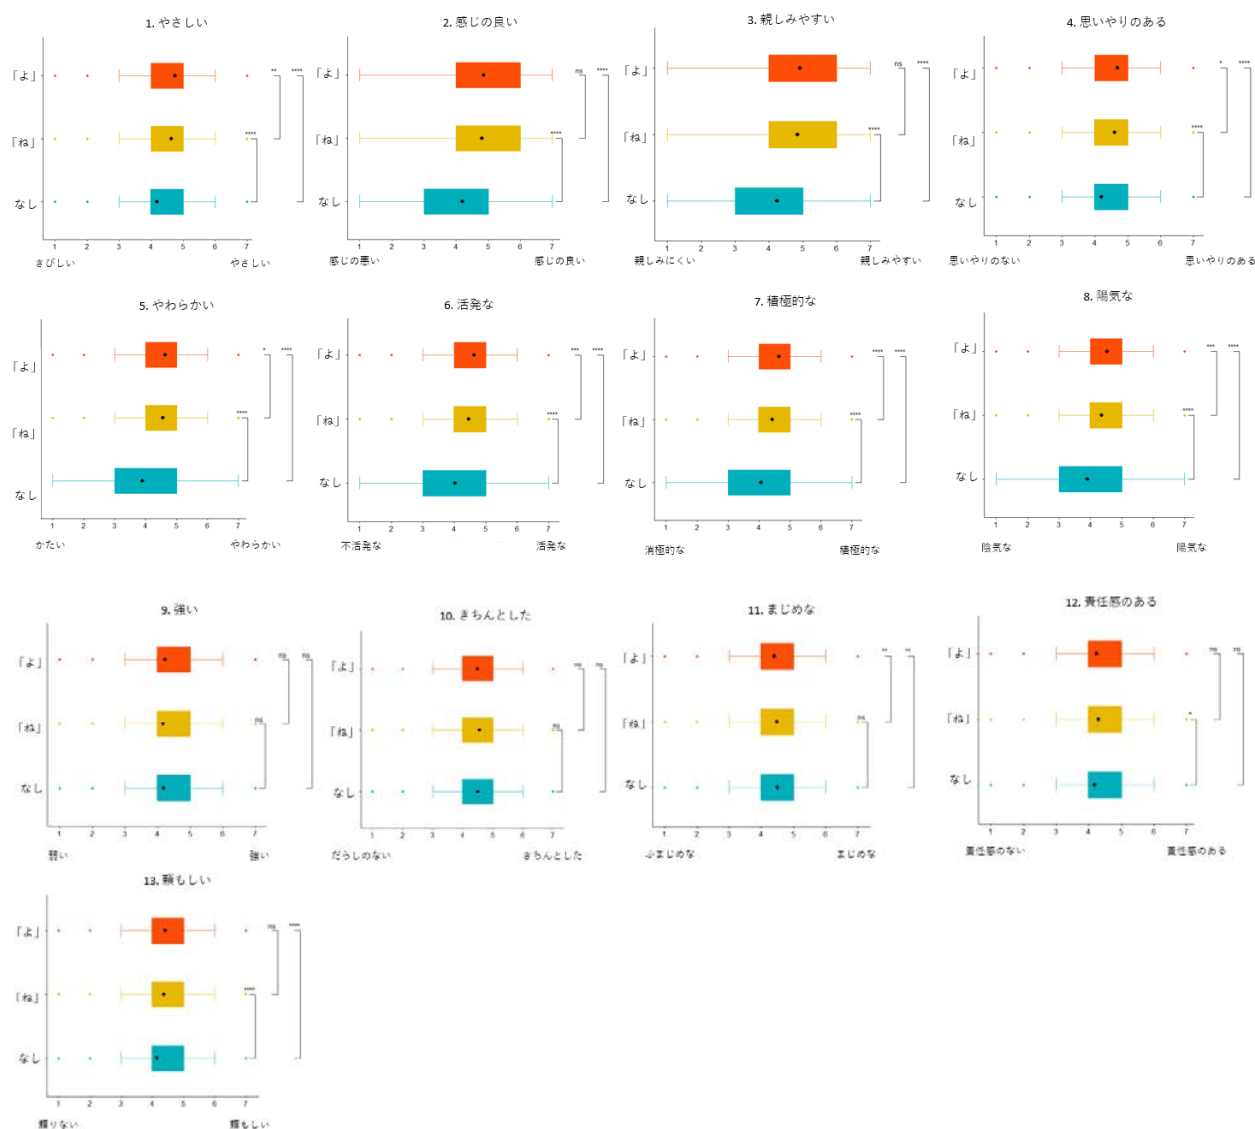 1. やさしい
「よ」
**
****
「ね」
****
なし
1 2 3 4 5 6 7
きびしい やさしい
2. 感じの良い
「よ」
ns
****
「ね」
****
なし
1 2 3 4 5 6 7
感じの悪い 感じの良い
3. 親しみやすい
「よ」
ns
****
「ね」
****
なし
1 2 3 4 5 6 7
親しみにくい 親しみやすい
4. 思いやりのある
「よ」
*
****
「ね」
****
なし
1 2 3 4 5 6 7
思いやりのない 思いやりのある
5. やわらかい
「よ」
*
****
「ね」
****
なし
1 2 3 4 5 6 7
かたい やわらかい
6. 活発な
「よ」
***
****
「ね」
****
なし
1 2 3 4 5 6 7
不活発な 活発な
7. 積極的な
「よ」
****
****
「ね」
****
なし
1 2 3 4 5 6 7
消極的な 積極的な
8. 陽気な
「よ」
***
****
「ね」
****
なし
1 2 3 4 5 6 7
陰気な 陽気な
9. 強い
「よ」
ns
ns
「ね」
ns
なし
1 2 3 4 5 6 7
弱い 強い
10. きちんとした
「よ」
ns
ns
「ね」
ns
なし
1 2 3 4 5 6 7
だらしのない きちんとした
11. まじめな
「よ」
**
**
「ね」
ns
なし
1 2 3 4 5 6 7
ふまじめな まじめな
12. 責任感のある
「よ」
ns
ns
「ね」
*
なし
1 2 3 4 5 6 7
責任感のない 責任感のある
13. 頼もしい
「よ」
ns
****
「ね」
****
なし
1 2 3 4 5 6 7
頼りない 頼もしい